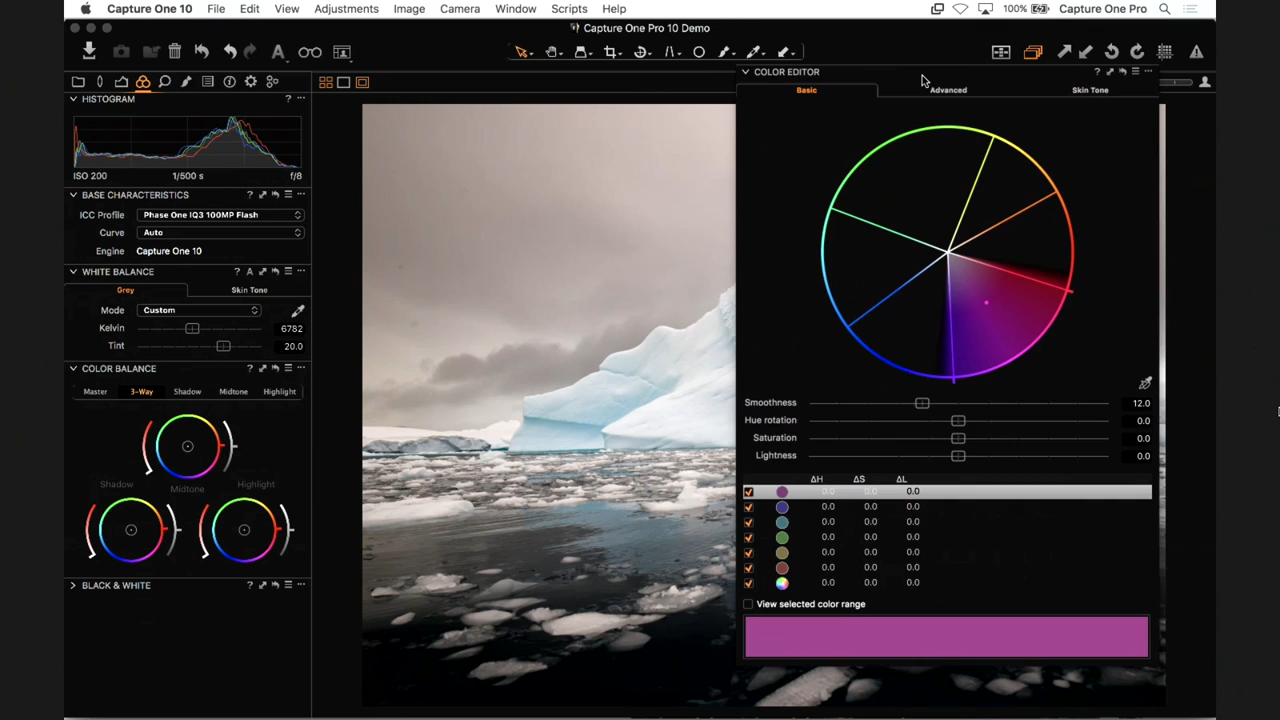 Capture One 10 File Edit View Adjustments Image Camera Window Scripts Help 100% Capture One Pro
Capture One Pro 10 Demo
HISTOGRAM ?
ISO 200 1/500 s f/8
BASE CHARACTERISTICS ?
ICC Profile Phase One IQ3 100MP Flash
Curve Auto
Engine Capture One 10
WHITE BALANCE ? A
Grey Skin Tone
Mode Custom
Kelvin 6782
Tint 20.0
COLOR BALANCE ?
Master 3-Way Shadow Midtone Highlight
Shadow Midtone Highlight
BLACK & WHITE ?
COLOR EDITOR ?
Basic Advanced Skin Tone
Smoothness 12.0
Hue rotation 0.0
Saturation 0.0
Lightness 0.0
ΔH ΔS ΔL
0.0 0.0 0.0
0.0 0.0 0.0
0.0 0.0 0.0
0.0 0.0 0.0
0.0 0.0 0.0
0.0 0.0 0.0
0.0 0.0 0.0
View selected color range